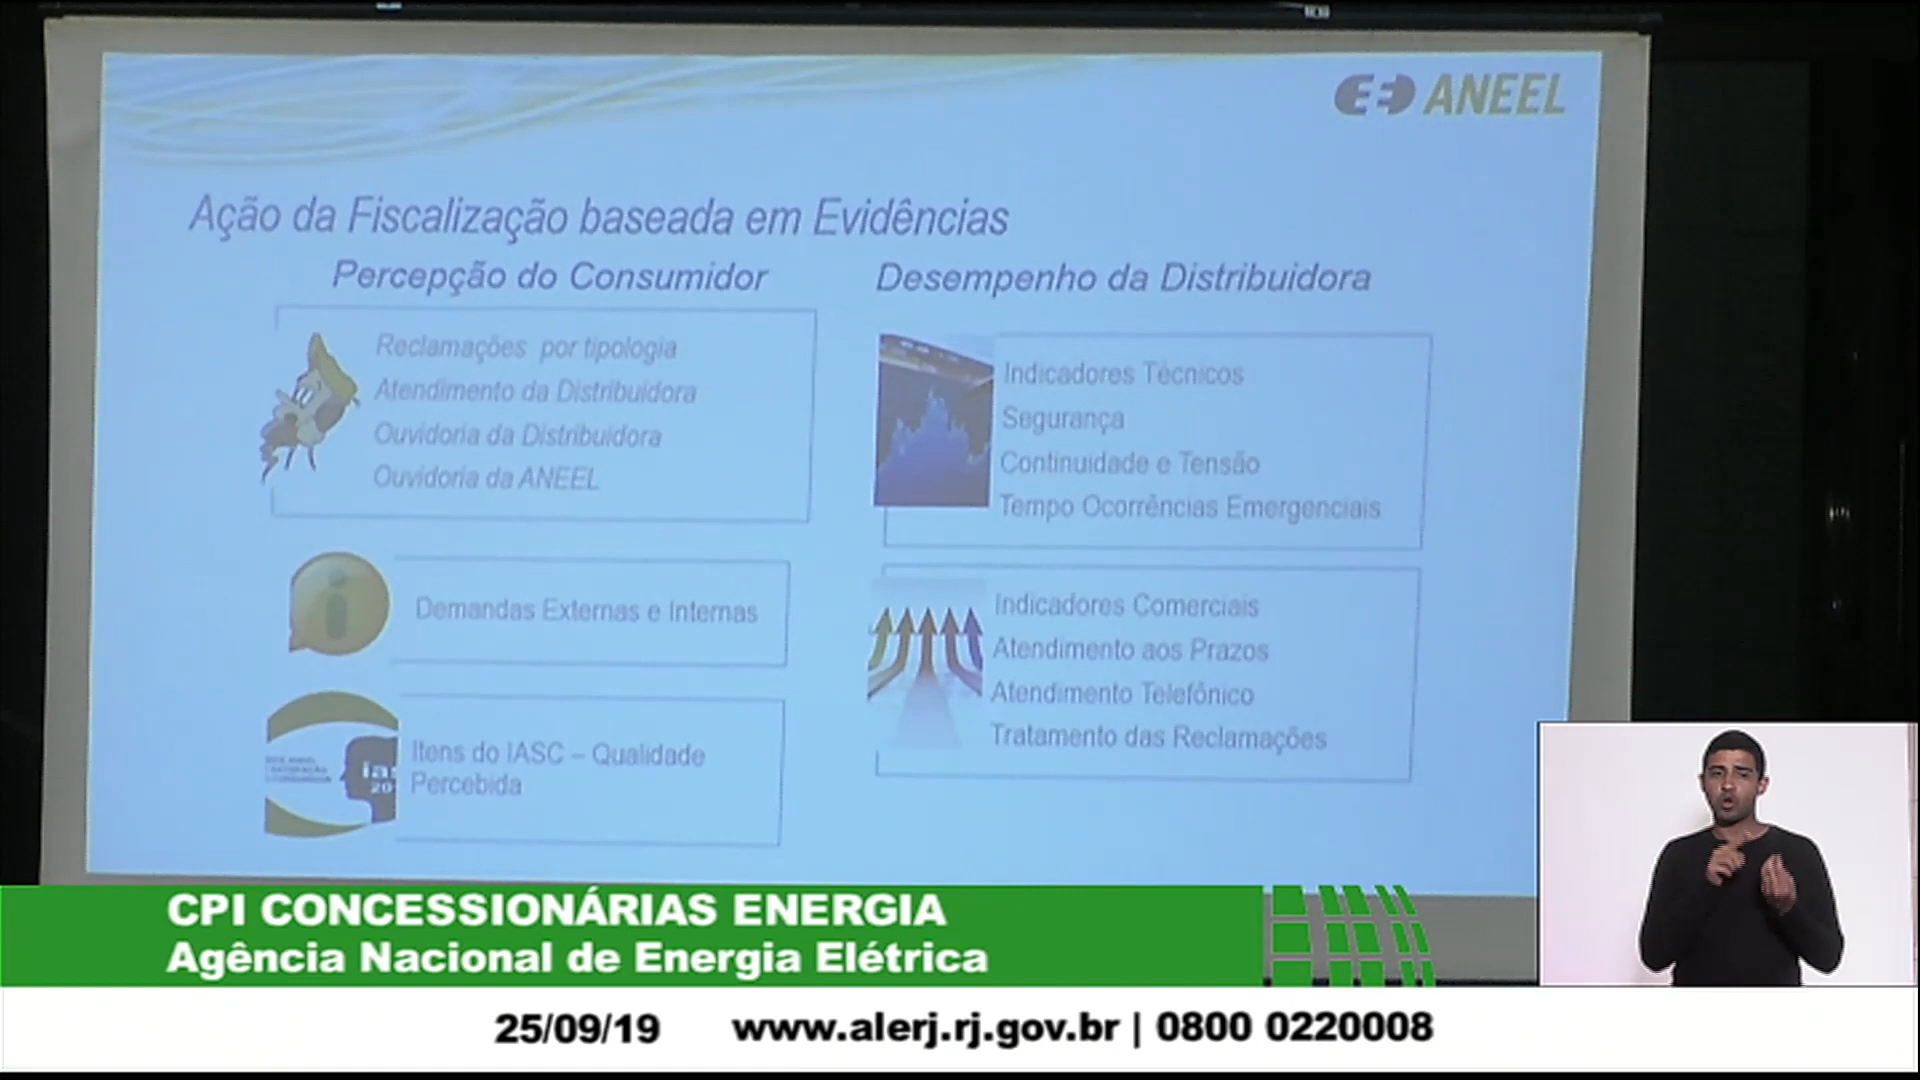 ANEEL
Ação da Fiscalização baseada em Evidências
Percepção do Consumidor
Reclamações por tipologia
Atendimento da Distribuidora
Ouvidoria da Distribuidora
Ouvidoria da ANEEL
Demandas Externas e Internas
Itens do IASC – Qualidade
Percebida
Desempenho da Distribuidora
Indicadores Técnicos
Segurança
Continuidade e Tensão
Tempo Ocorrências Emergenciais
Indicadores Comerciais
Atendimento aos Prazos
Atendimento Telefônico
Tratamento das Reclamações
CPI CONCESSIONÁRIAS ENERGIA
Agência Nacional de Energia Elétrica
25/09/19 www.alerj.rj.gov.br | 0800 0220008